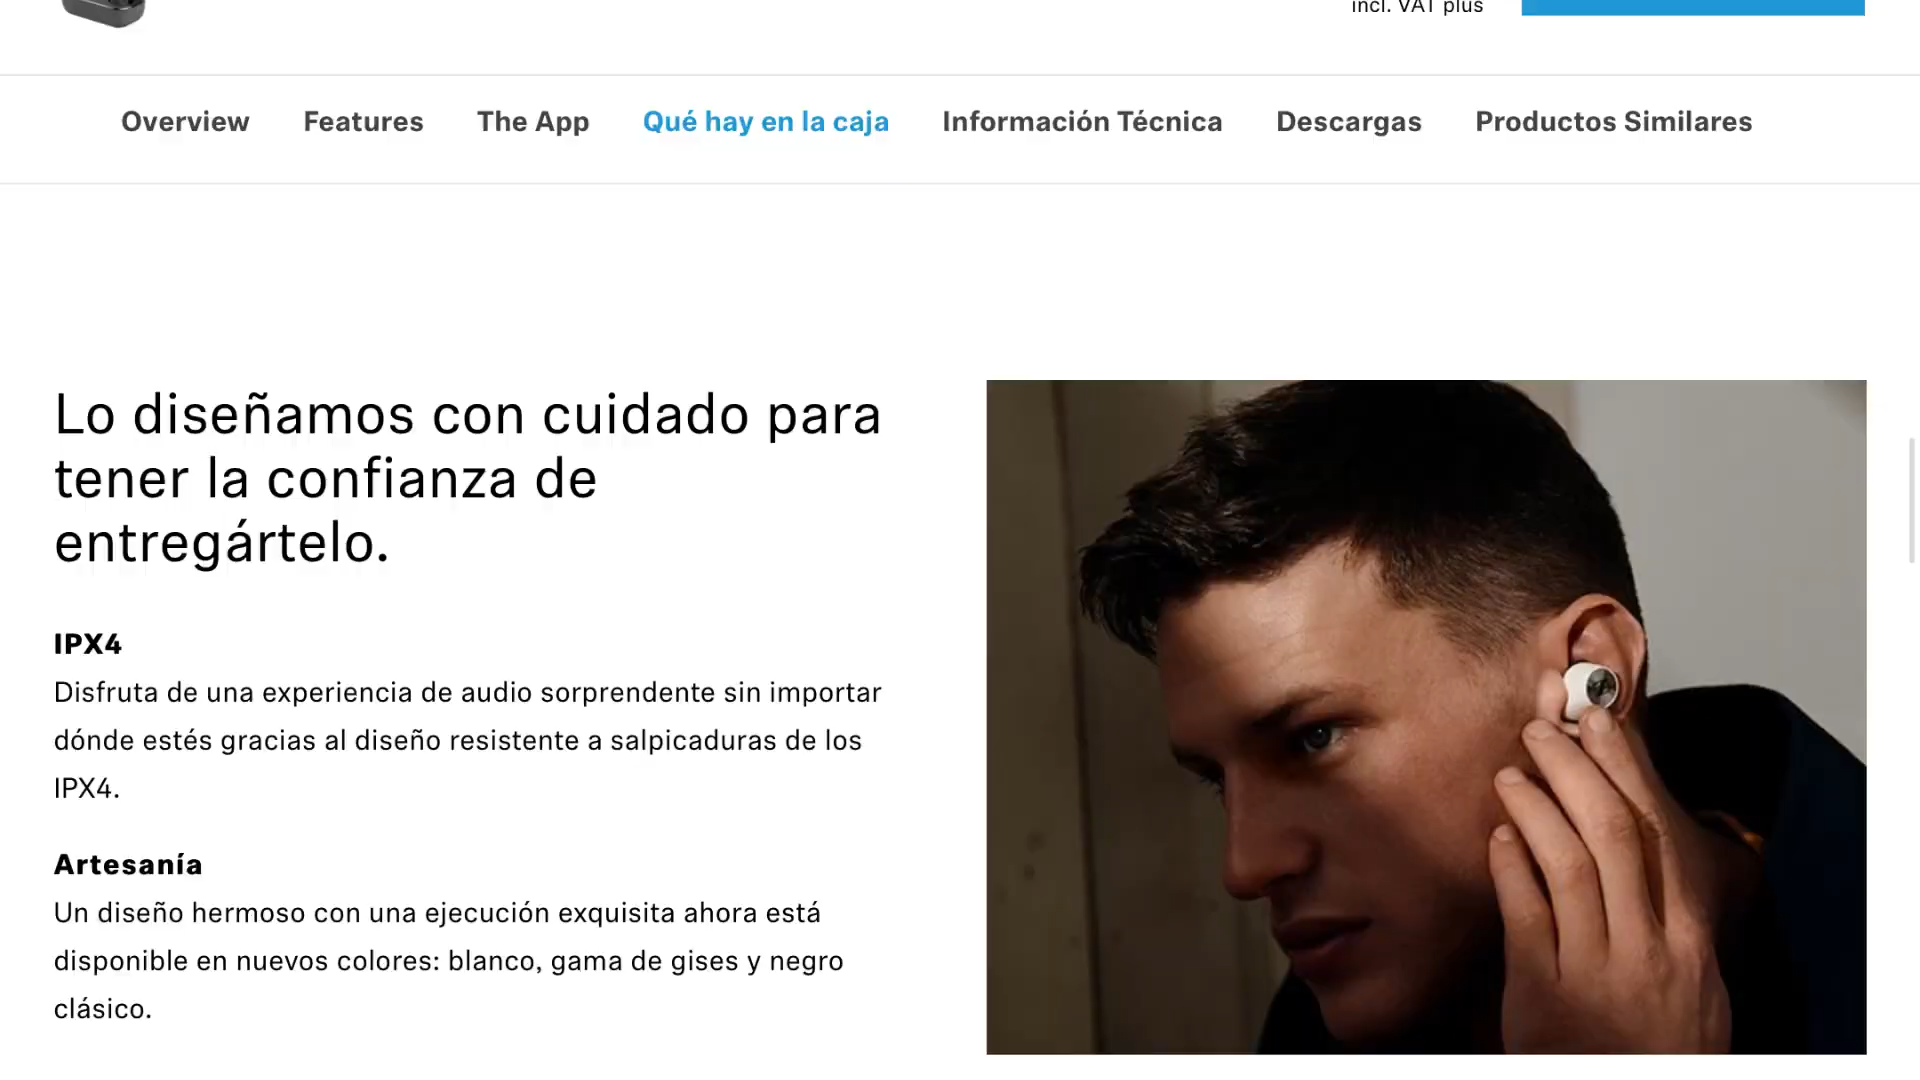 incl. VAT plus
Overview Features The App Qué hay en la caja Información Técnica Descargas Productos Similares
Lo diseñamos con cuidado para
tener la confianza de
entregártelo.
IPX4
Disfruta de una experiencia de audio sorprendente sin importar
dónde estés gracias al diseño resistente a salpicaduras de los
IPX4.
Artesanía
Un diseño hermoso con una ejecución exquisita ahora está
disponible en nuevos colores: blanco, gama de gises y negro
clásico.